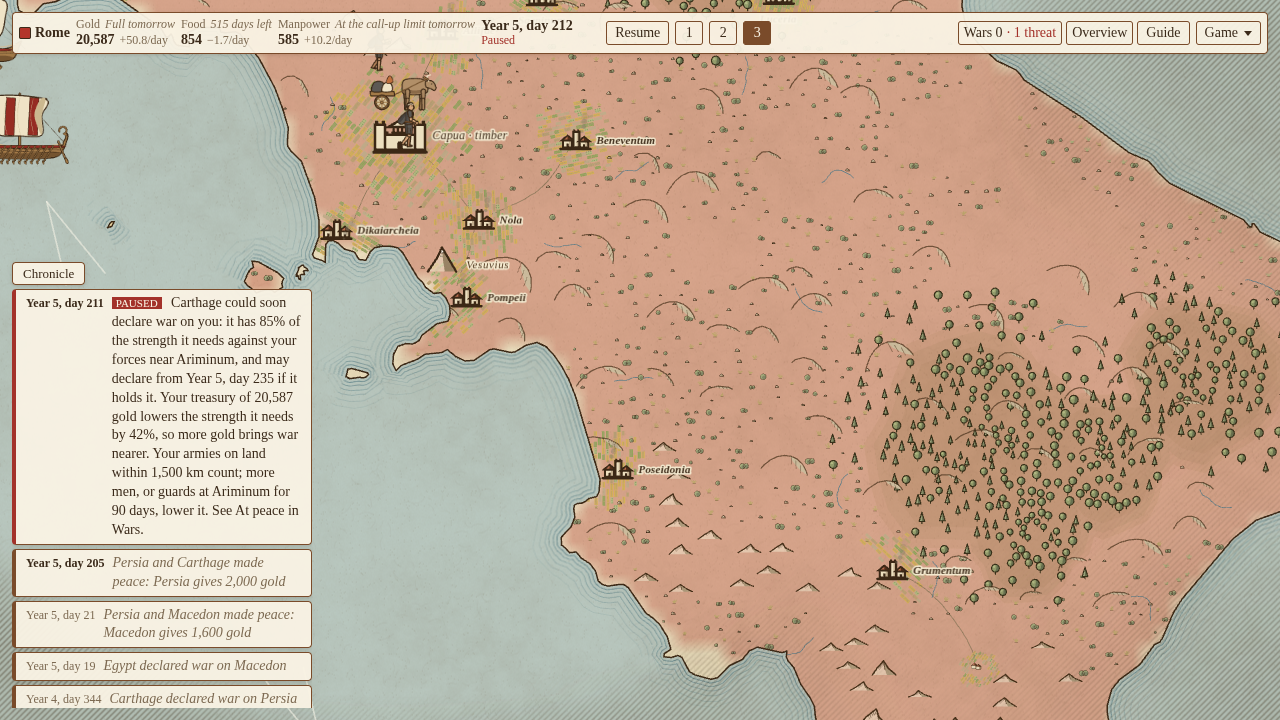 Rome
Gold Full tomorrow
20,587 +50.8/day
Food 515 days left
854 −1.7/day
Manpower At the call-up limit tomorrow
585 +10.2/day
Year 5, day 212
Paused
Resume
1
2
3
Wars 0 · 1 threat
Overview
Guide
Game
Capua · timber
Beneventum
Nola
Dikaiarcheia
Vesuvius
Pompeii
Poseidonia
Grumentum
Chronicle
Year 5, day 211 PAUSED Carthage could soon
declare war on you: it has 85% of
the strength it needs against your
forces near Ariminum, and may
declare from Year 5, day 235 if it
holds it. Your treasury of 20,587
gold lowers the strength it needs
by 42%, so more gold brings war
nearer. Your armies on land
within 1,500 km count; more
men, or guards at Ariminum for
90 days, lower it. See At peace in
Wars.
Year 5, day 205 Persia and Carthage made
peace: Persia gives 2,000 gold
Year 5, day 21 Persia and Macedon made peace:
Macedon gives 1,600 gold
Year 5, day 19 Egypt declared war on Macedon
Year 4, day 344 Carthage declared war on Persia